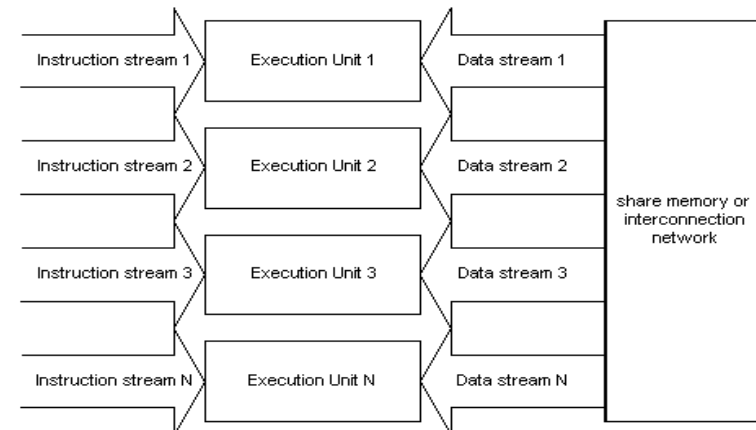 Instruction stream 1
Execution Unit 1
Data stream 1
Instruction stream 2
Execution Unit 2
Data stream 2
share memory or
interconnection
network
Instruction stream 3
Execution Unit 3
Data stream 3
Instruction stream N
Execution Unit N
Data stream N